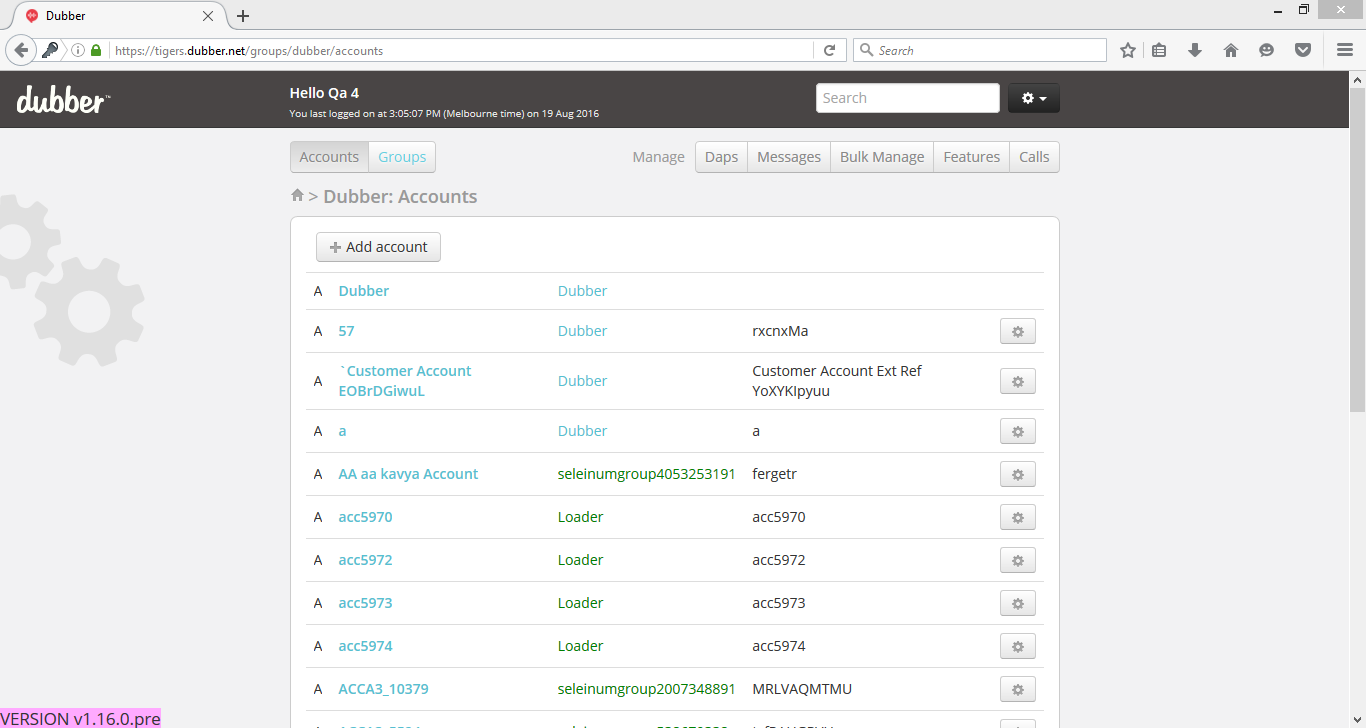 Dubber
https://tigers.dubber.net/groups/dubber/accounts
Search
dubber™
Hello Qa 4
You last logged on at 3:05:07 PM (Melbourne time) on 19 Aug 2016
Search
Accounts Groups Manage Daps Messages Bulk Manage Features Calls
> Dubber: Accounts
+ Add account
A Dubber Dubber
A 57 Dubber rxcnxMa
A `Customer Account EOBrDGiwuL Dubber Customer Account Ext Ref YoXYKIpyuu
A a Dubber a
A AA aa kavya Account seleinumgroup4053253191 fergetr
A acc5970 Loader acc5970
A acc5972 Loader acc5972
A acc5973 Loader acc5973
A acc5974 Loader acc5974
A ACCA3_10379 seleinumgroup2007348891 MRLVAQMTMU
VERSION v1.16.0.pre